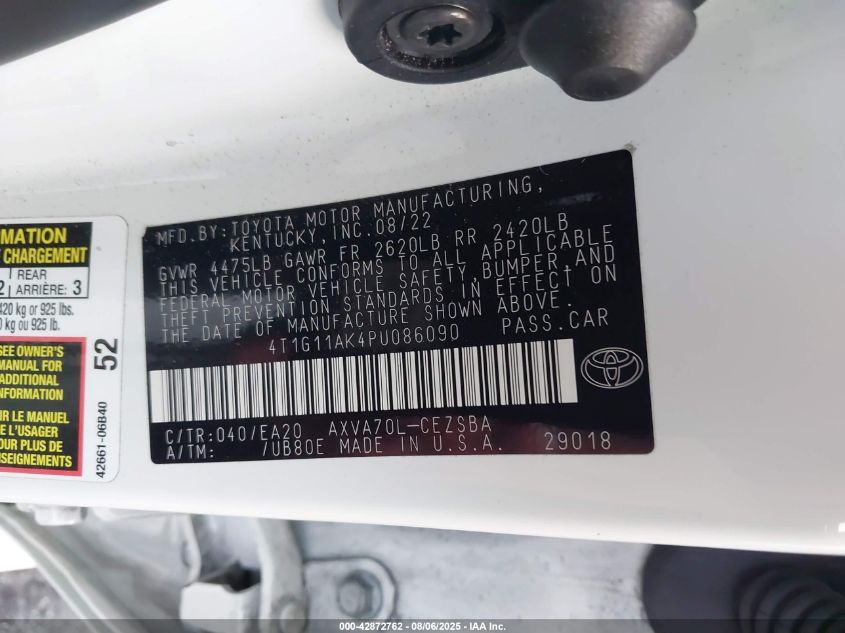 MFD.BY:TOYOTA MOTOR MANUFACTURING,
KENTUCKY,INC.08/22
GVWR 4475LB GAWR FR 2620LB RR 2420LB
THIS VEHICLE CONFORMS TO ALL APPLICABLE
FEDERAL MOTOR VEHICLE SAFETY,BUMPER,AND
THEFT PREVENTION STANDARDS IN EFFECT ON
THE DATE OF MANUFACTURE SHOWN ABOVE.
4T1G11AK4PU086090 PASS.CAR
C/TR:040/EA20 AXVA70L-CEZSBA
A/TM: /UB80E MADE IN U.S.A. 29018
MATION
CHARGEMENT
REAR
2 ARRIÈRE: 3
420 kg or 925 lbs.
kg ou 925 lb.
SEE OWNER'S
MANUAL FOR
ADDITIONAL
INFORMATION
R LE MANUEL
E L'USAGER
POUR PLUS
NSEIGNEMENTS
52
42661-06B40
000-42872762 - 08/06/2025 - IAA Inc.